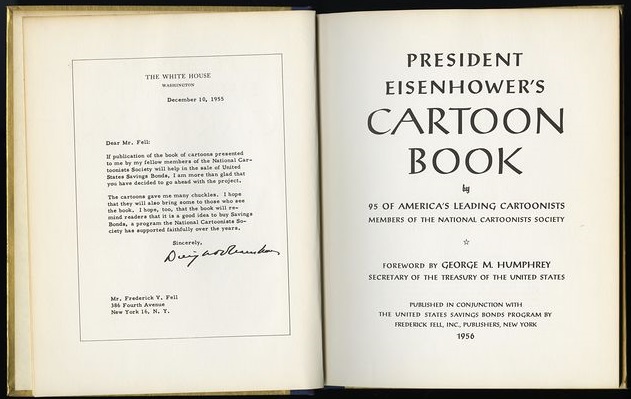 THE WHITE HOUSE
WASHINGTON
December 10, 1955
Dear Mr. Fell:
If publication of the book of cartoons presented
to me by my fellow members of the National Car-
toonists Society will help in the sale of United
States Savings Bonds, I am more than glad that
you have decided to go ahead with the project.
The cartoons gave me many chuckles. I hope
that they will also bring some to those who see
the book. I hope, too, that the book will re-
mind readers that it is a good idea to buy Savings
Bonds, a program the National Cartoonists So-
ciety has supported faithfully over the years.
Sincerely,
Dwight D Eisenhower
Mr. Frederick V. Fell
386 Fourth Avenue
New York 16, N. Y.
PRESIDENT
EISENHOWER'S
CARTOON
BOOK
by
95 OF AMERICA'S LEADING CARTOONISTS
MEMBERS OF THE NATIONAL CARTOONISTS SOCIETY
FOREWORD BY GEORGE M. HUMPHREY
SECRETARY OF THE TREASURY OF THE UNITED STATES
PUBLISHED IN CONJUNCTION WITH
THE UNITED STATES SAVINGS BONDS PROGRAM BY
FREDERICK FELL, INC., PUBLISHERS, NEW YORK
1956